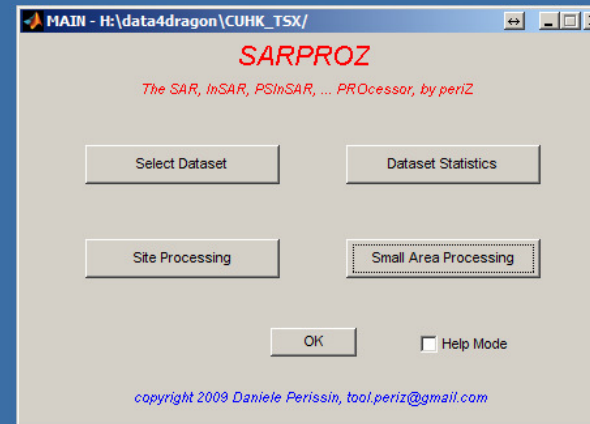 MAIN - H:\data4dragon\CUHK_TSX/
SARPROZ
The SAR, InSAR, PSInSAR, ... PROcessor, by periZ
Select Dataset
Dataset Statistics
Site Processing
Small Area Processing
OK
Help Mode
copyright 2009 Daniele Perissin, tool.periz@gmail.com